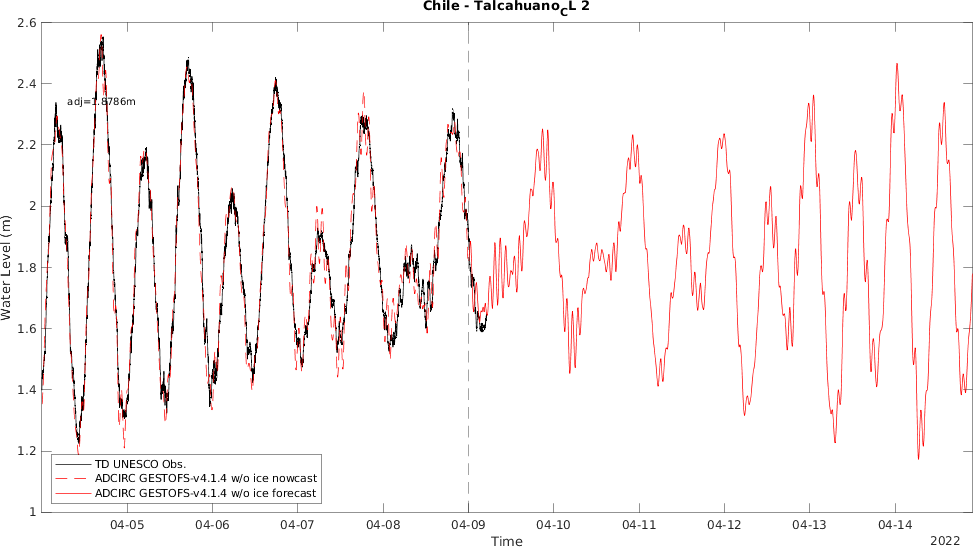 Chile - Talcahuano_CL 2
2.6
2.4
2.2
2
1.8
1.6
1.4
1.2
1
Water Level (m)
adj=1.8786m
TD UNESCO Obs.
ADCIRC GESTOFS-v4.1.4 w/o ice nowcast
ADCIRC GESTOFS-v4.1.4 w/o ice forecast
04-05 04-06 04-07 04-08 04-09 04-10 04-11 04-12 04-13 04-14
Time
2022